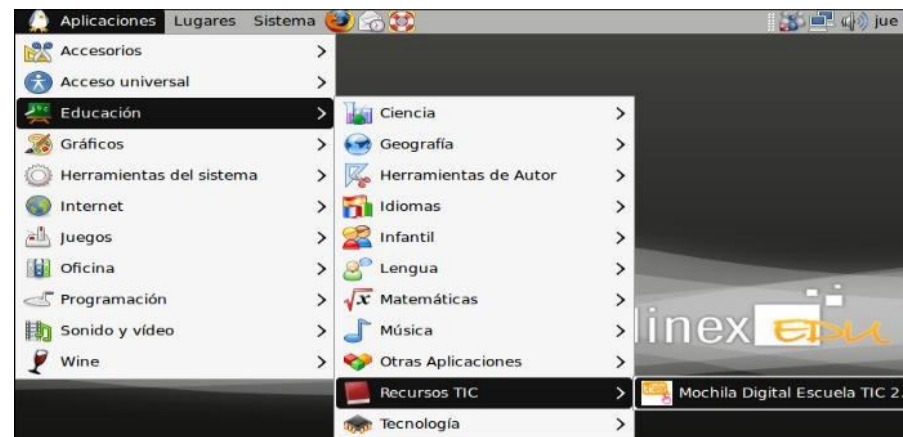 Aplicaciones Lugares Sistema jue
Accesorios
Acceso universal
Educación
Gráficos
Herramientas del sistema
Internet
Juegos
Oficina
Programación
Sonido y vídeo
Wine
Ciencia
Geografía
Herramientas de Autor
Idiomas
Infantil
Lengua
Matemáticas
Música
Otras Aplicaciones
Recursos TIC
Tecnología
Mochila Digital Escuela TIC 2.
linex EDU